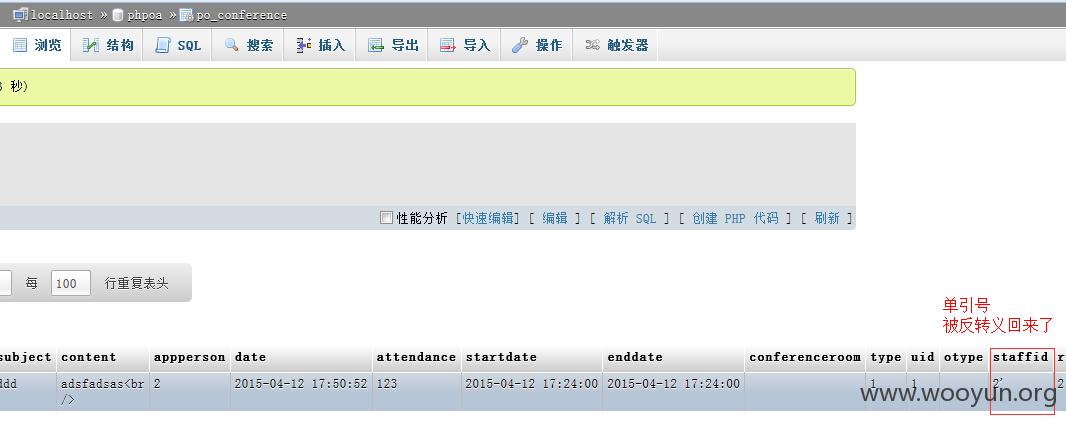 localhost » phpoa » po_conference
浏览 结构 SQL 搜索 插入 导出 导入 操作 触发器
秒)
性能分析 [快速编辑] [ 编辑 ] [ 解析 SQL ] [ 创建 PHP 代码 ] [ 刷新 ]
每 100 行重复表头
单引号
被反转义回来了
subject content appperson date attendance startdate enddate conferenceroom type uid otype staffid r
ddd adsfadsas<br 2 2015-04-12 17:50:52 123 2015-04-12 17:24:00 2015-04-12 17:24:00 1 1 2' 2
/>
www.wooyun.org